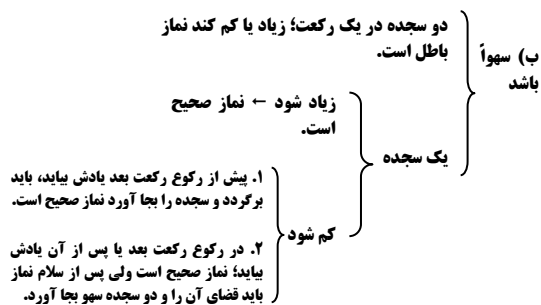 ب) سهواً
باشد
دو سجده در یک رکعت؛ زیاد یا کم کند نماز
باطل است.
یک سجده
زیاد شود ← نماز صحیح
است.
کم شود
۱. پیش از رکوع رکعت بعد یادش بیاید، باید
برگردد و سجده را بجا آورد نماز صحیح است.
۲. در رکوع رکعت بعد یا پس از آن یادش
بیاید؛ نماز صحیح است ولی پس از سلام نماز
باید قضای آن را و دو سجده سهو بجا آورد.